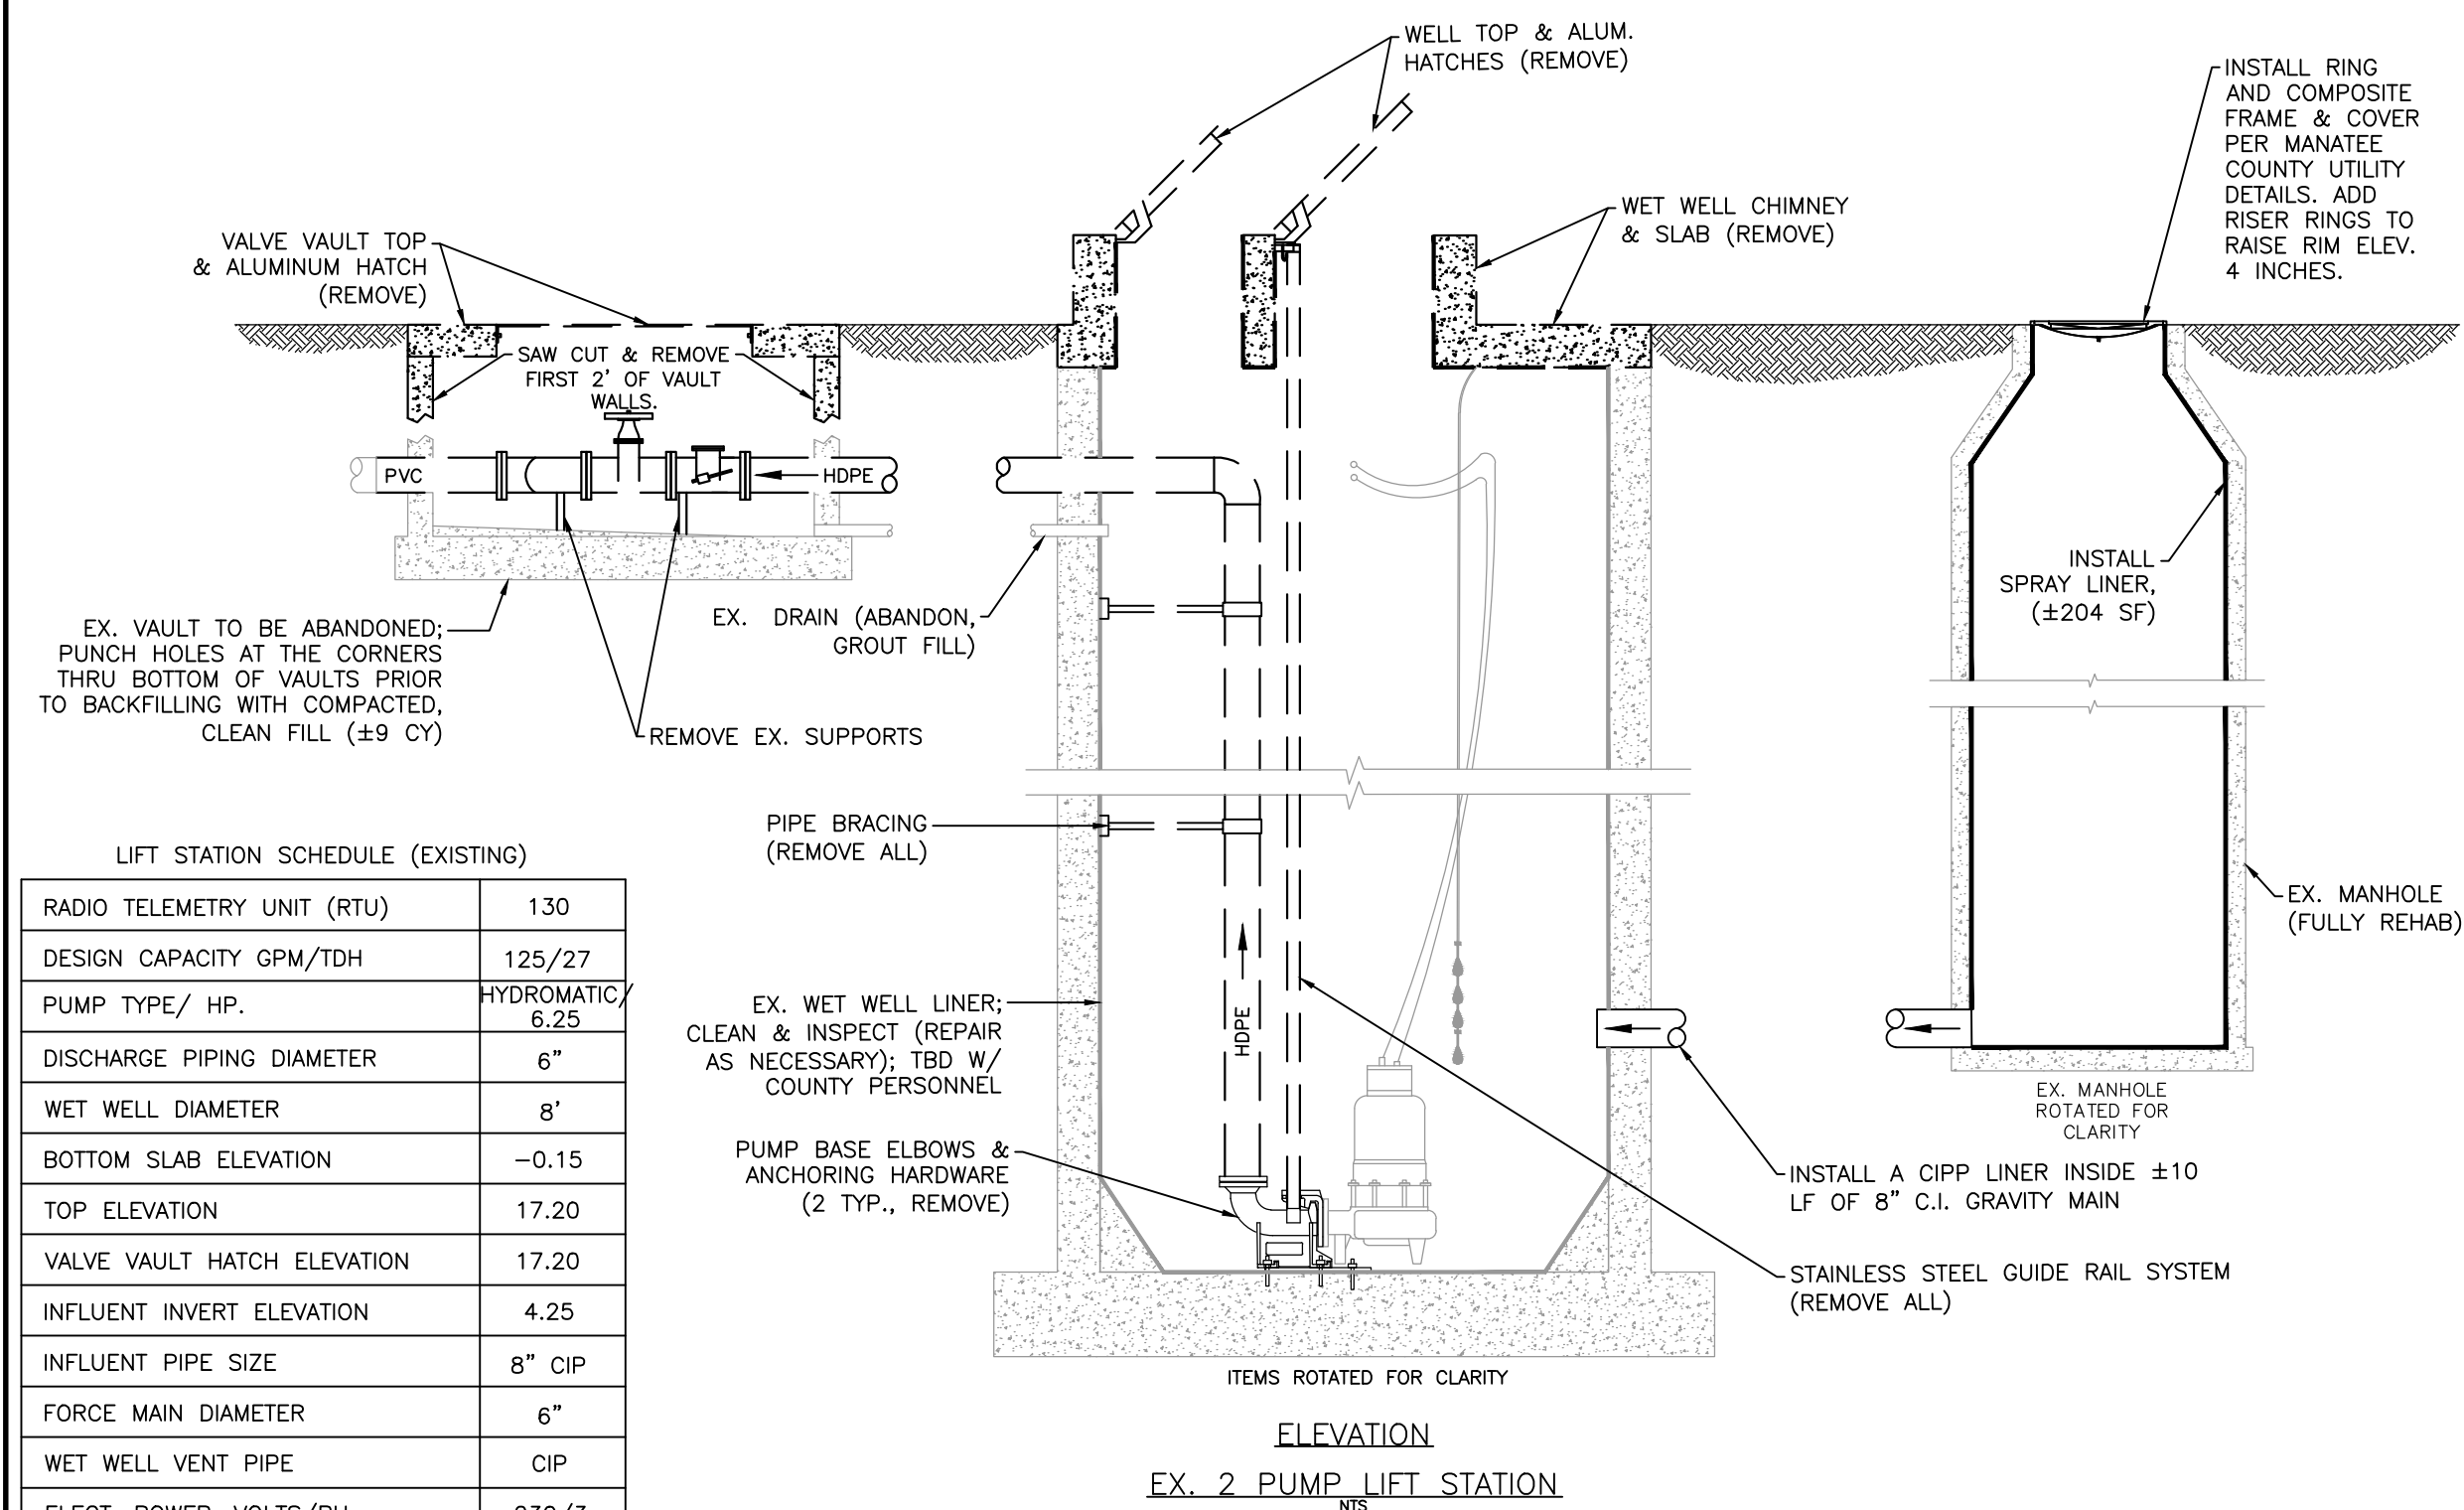 WELL TOP & ALUM.
HATCHES (REMOVE)
INSTALL RING
AND COMPOSITE
FRAME & COVER
PER MANATEE
COUNTY UTILITY
DETAILS. ADD
RISER RINGS TO
RAISE RIM ELEV.
4 INCHES.
WET WELL CHIMNEY
& SLAB (REMOVE)
VALVE VAULT TOP
& ALUMINUM HATCH
(REMOVE)
SAW CUT & REMOVE
FIRST 2' OF VAULT
WALLS.
PVC
HDPE
INSTALL
SPRAY LINER,
(±204 SF)
EX. DRAIN (ABANDON,
GROUT FILL)
EX. VAULT TO BE ABANDONED;
PUNCH HOLES AT THE CORNERS
THRU BOTTOM OF VAULTS PRIOR
TO BACKFILLING WITH COMPACTED,
CLEAN FILL (±9 CY)
REMOVE EX. SUPPORTS
PIPE BRACING
(REMOVE ALL)
EX. MANHOLE
(FULLY REHAB)
EX. WET WELL LINER;
CLEAN & INSPECT (REPAIR
AS NECESSARY); TBD W/
COUNTY PERSONNEL
HDPE
EX. MANHOLE
ROTATED FOR
CLARITY
PUMP BASE ELBOWS &
ANCHORING HARDWARE
(2 TYP., REMOVE)
INSTALL A CIPP LINER INSIDE ±10
LF OF 8" C.I. GRAVITY MAIN
STAINLESS STEEL GUIDE RAIL SYSTEM
(REMOVE ALL)
ITEMS ROTATED FOR CLARITY
ELEVATION
EX. 2 PUMP LIFT STATION
NTS
LIFT STATION SCHEDULE (EXISTING)
RADIO TELEMETRY UNIT (RTU) 130
DESIGN CAPACITY GPM/TDH 125/27
PUMP TYPE/ HP. HYDROMATIC/
6.25
DISCHARGE PIPING DIAMETER 6"
WET WELL DIAMETER 8'
BOTTOM SLAB ELEVATION -0.15
TOP ELEVATION 17.20
VALVE VAULT HATCH ELEVATION 17.20
INFLUENT INVERT ELEVATION 4.25
INFLUENT PIPE SIZE 8" CIP
FORCE MAIN DIAMETER 6"
WET WELL VENT PIPE CIP